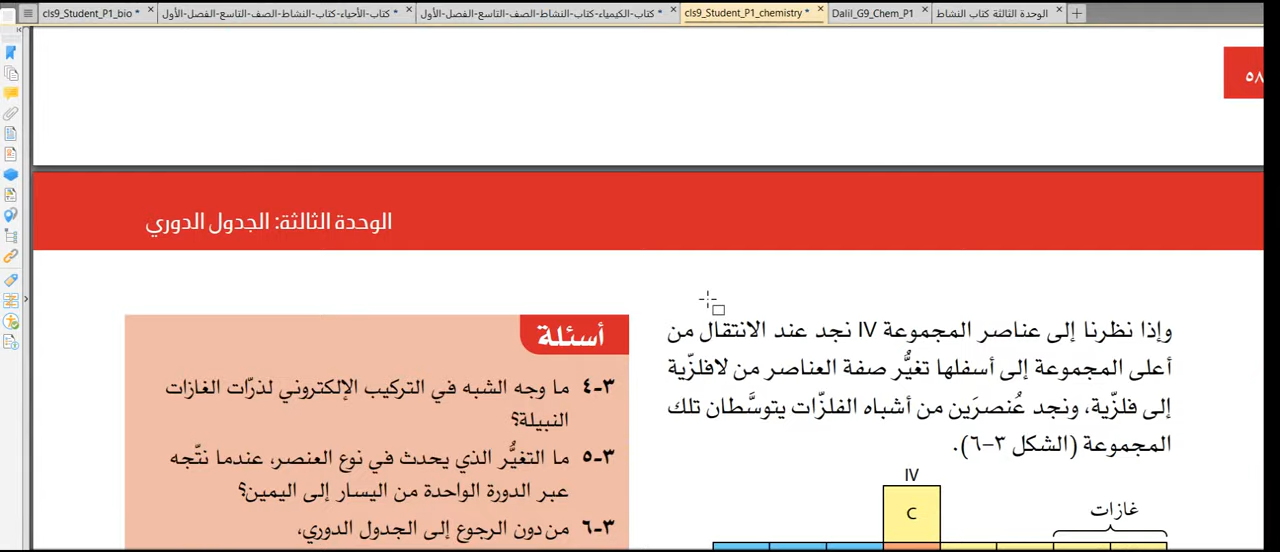 cls9_Student_P1_bio *
كتاب-الأحياء-كتاب-النشاط-الصف-التاسع-الفصل-الأول *
كتاب-الكيمياء-كتاب-النشاط-الصف-التاسع-الفصل-الأول *
cls9_Student_P1_chemistry *
Dalil_G9_Chem_P1
الوحدة الثالثة كتاب النشاط
٥٨
الوحدة الثالثة: الجدول الدوري
وإذا نظرنا إلى عناصر المجموعة IV نجد عند الانتقال من
أعلى المجموعة إلى أسفلها تغيُّر صفة العناصر من لافلزّية
إلى فلزّية، ونجد عُنصرَين من أشباه الفلزّات يتوسَّطان تلك
المجموعة (الشكل ٣-٦).
IV
C
غازات
أسئلة
٣-٤ ما وجه الشبه في التركيب الإلكتروني لذرّات الغازات
النبيلة؟
٣-٥ ما التغيُّر الذي يحدث في نوع العنصر، عندما نتّجه
عبر الدورة الواحدة من اليسار إلى اليمين؟
٣-٦ من دون الرجوع إلى الجدول الدوري،